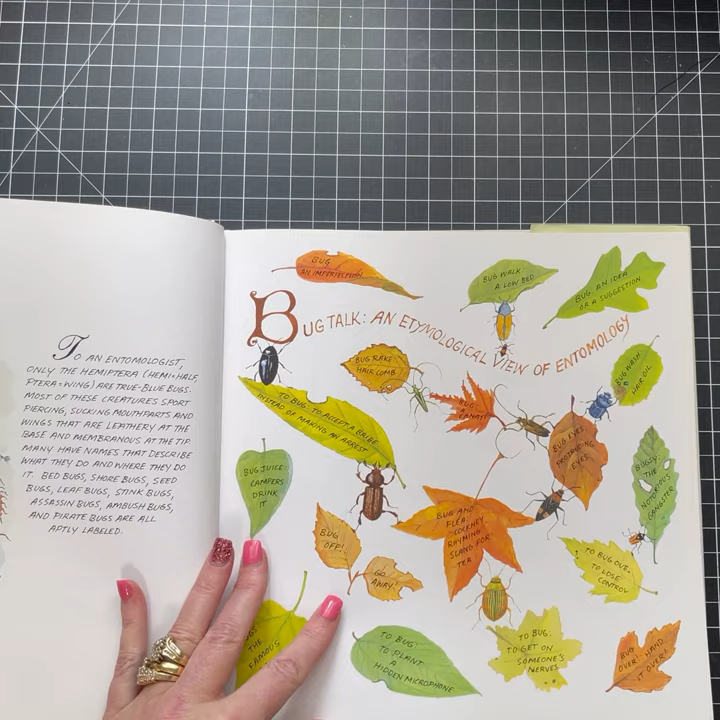 To AN ENTOMOLOGIST,
ONLY THE HEMIPTERA (HEMI=HALF,
PTERA=WING) ARE TRUE-BLUE BUGS.
MOST OF THESE CREATURES SPORT
PIERCING, SUCKING MOUTHPARTS AND
WINGS THAT ARE LEATHERY AT THE
BASE AND MEMBRANOUS AT THE TIP.
MANY HAVE NAMES THAT DESCRIBE
WHAT THEY DO AND WHERE THEY DO
IT. BED BUGS, SHORE BUGS, SEED
BUGS, LEAF BUGS, STINK BUGS,
ASSASSIN BUGS, AMBUSH BUGS,
AND PIRATE BUGS ARE ALL
APTLY LABELED.
BUG:
AN IMPERFECTION
BUG WALK:
A LOW BED
BUG: AN IDEA
OR A SUGGESTION
BUG TALK: AN ETYMOLOGICAL VIEW OF ENTOMOLOGY
BUG RAKE:
HAIR COMB
BUG WASH:
HAIR OIL
TO BUG: TO ACCEPT A BRIBE
INSTEAD OF MAKING AN ARREST
BUG:
A FANATIC
BUG EYES:
PROTRUDING
EYES
BUGSY:
THE
NOTORIOUS
GANGSTER
BUG JUICE:
CAMPERS
DRINK
IT
BUG AND
FLEA:
COCKNEY
RHYMING
SLANG FOR
TEA
BUG
OFF!:
GO
AWAY!
TO BUG OUT:
TO LOSE
CONTROL
THE
FAMOUS
TO BUG:
TO PLANT
A
HIDDEN MICROPHONE
TO BUG:
TO GET ON
SOMEONE'S
NERVES
BUG
OVER!: HAND
IT OVER!